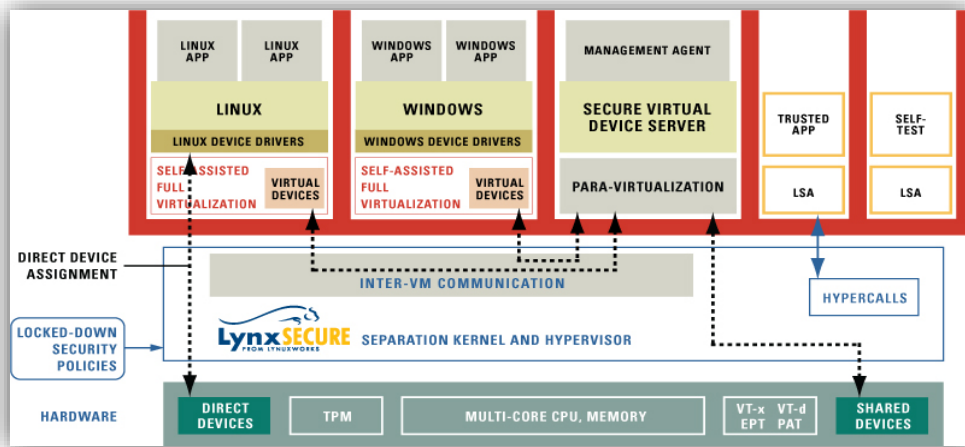 LINUX
APP
LINUX
APP
WINDOWS
APP
WINDOWS
APP
MANAGEMENT AGENT
LINUX
LINUX DEVICE DRIVERS
WINDOWS
WINDOWS DEVICE DRIVERS
SECURE VIRTUAL
DEVICE SERVER
TRUSTED
APP
SELF-
TEST
SELF-ASSISTED
FULL
VIRTUALIZATION
VIRTUAL
DEVICES
SELF-ASSISTED
FULL
VIRTUALIZATION
VIRTUAL
DEVICES
PARA-VIRTUALIZATION
LSA
LSA
DIRECT DEVICE
ASSIGNMENT
INTER-VM COMMUNICATION
HYPERCALLS
LynxSECURE
FROM LYNUXWORKS
SEPARATION KERNEL AND HYPERVISOR
LOCKED-DOWN
SECURITY
POLICIES
HARDWARE
DIRECT
DEVICES
TPM
MULTI-CORE CPU, MEMORY
VT-x VT-d
EPT PAT
SHARED
DEVICES